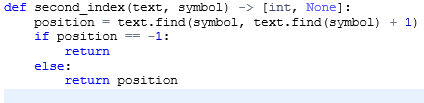 def second_index(text, symbol) -> [int, None]:
    position = text.find(symbol, text.find(symbol) + 1)
    if position == -1:
        return
    else:
        return position